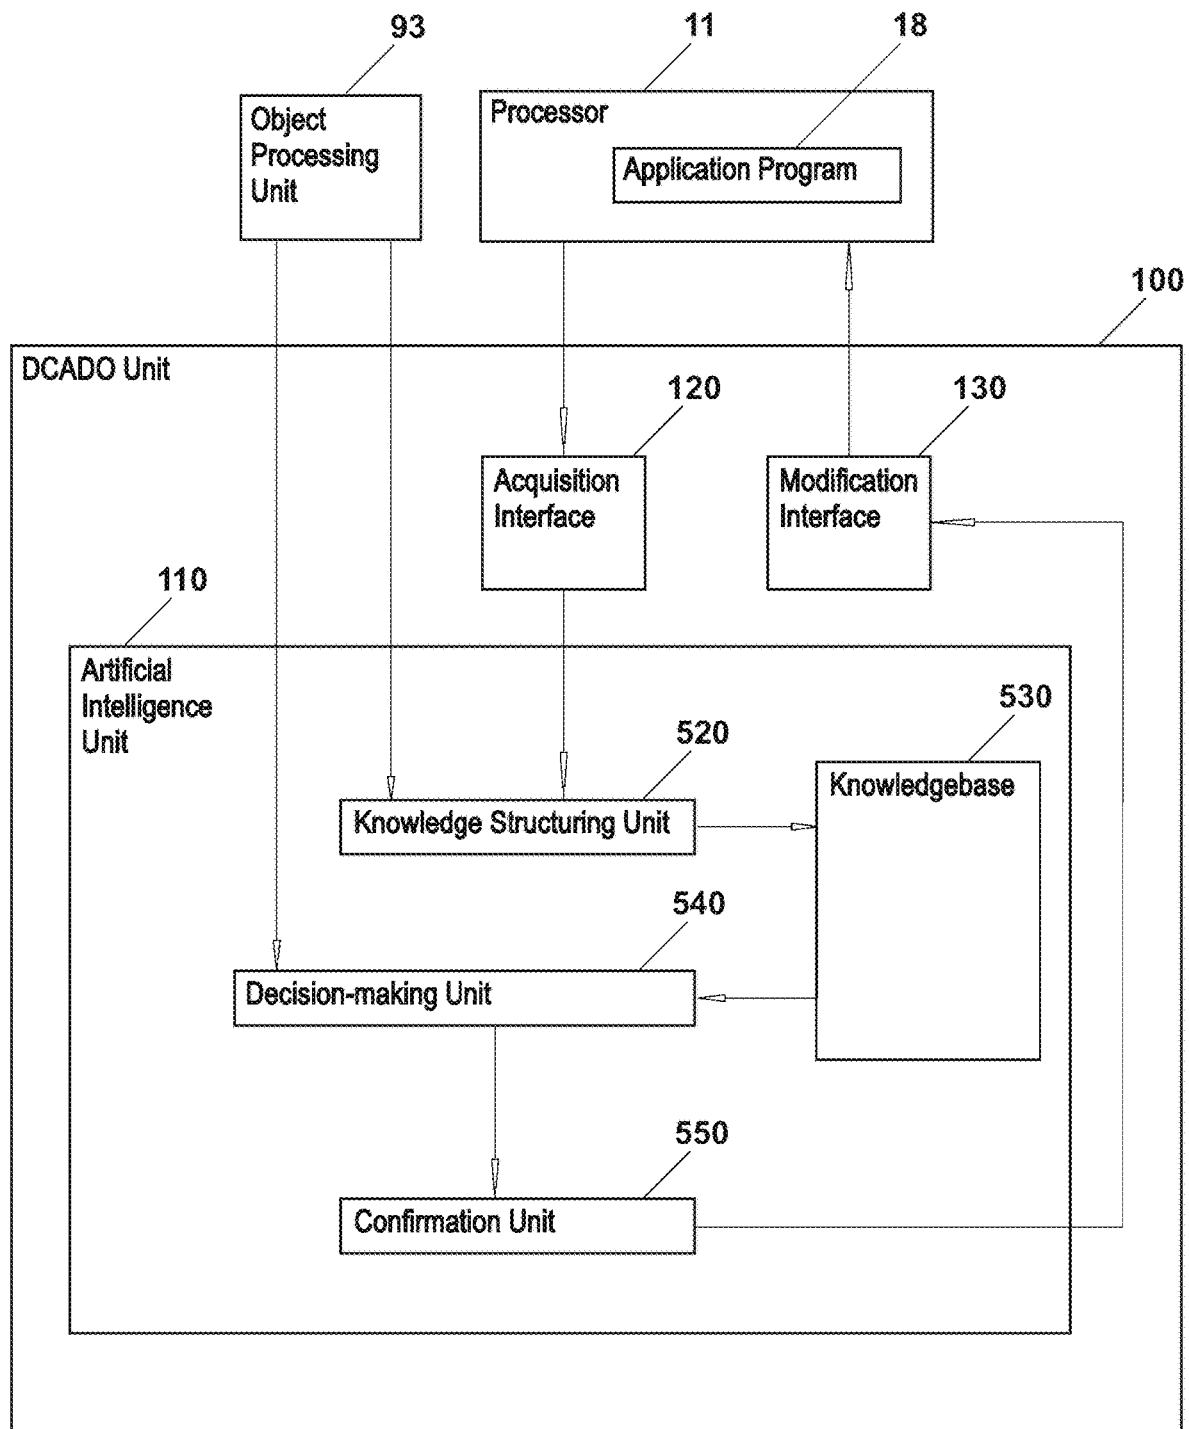 93
11
18
Object
Processing
Unit
Processor
Application Program
100
DCADO Unit
120
130
Acquisition
Interface
Modification
Interface
110
Artificial
Intelligence
Unit
520
530
Knowledge Structuring Unit
Knowledgebase
540
Decision-making Unit
550
Confirmation Unit